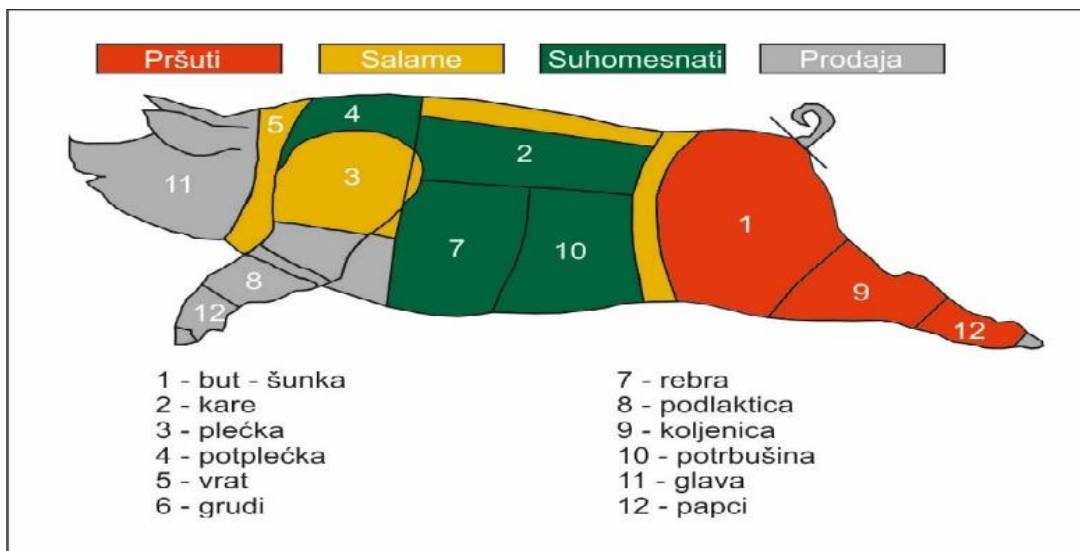 Pršuti Salame Suhomesnati Prodaja
5
4
2
3
11
1
7
10
8
9
12
12
1 - but - šunka
2 - kare
3 - plećka
4 - potplećka
5 - vrat
6 - grudi
7 - rebra
8 - podlaktica
9 - koljenica
10 - potrbušina
11 - glava
12 - papci